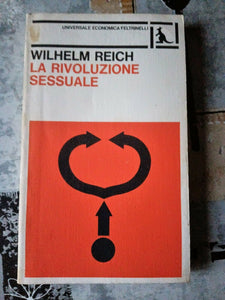 UNIVERSALE ECONOMICA FELTRINELLI
WILHELM REICH
LA RIVOLUZIONE
SESSUALE